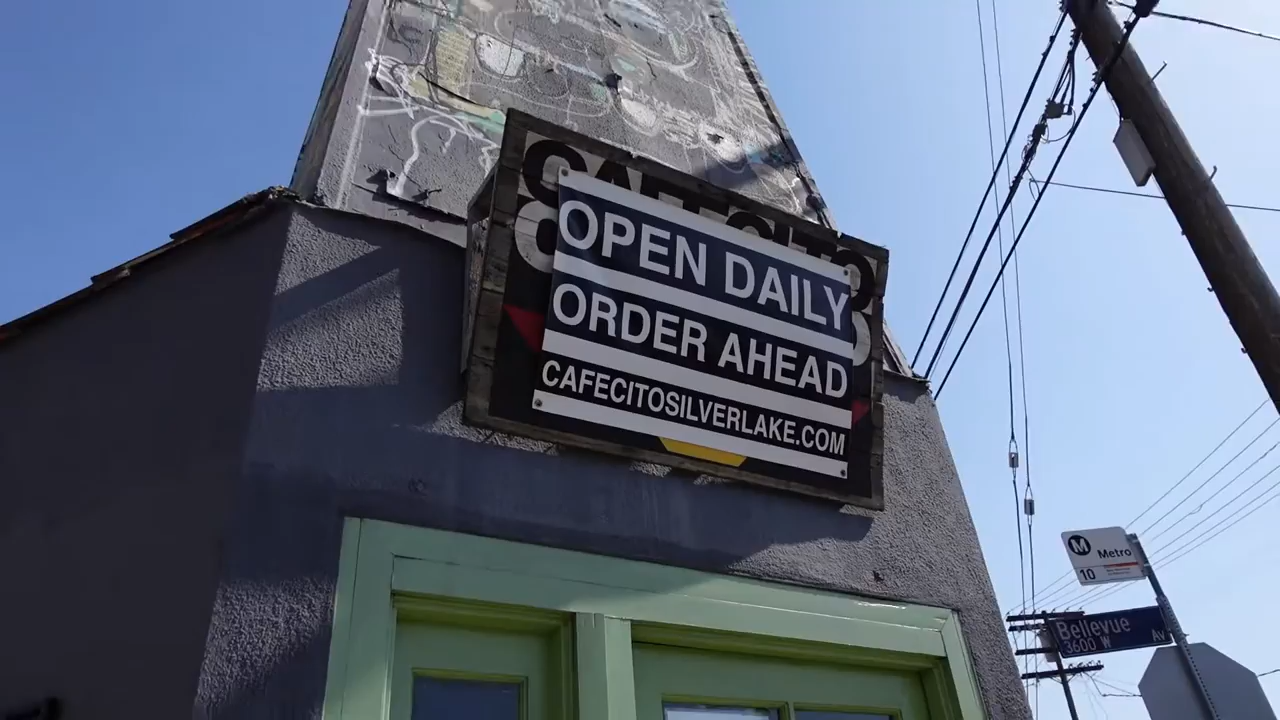 OPEN DAILY
ORDER AHEAD
CAFECITOSILVERLAKE.COM
M Metro
10
Bellevue Av
3600 W